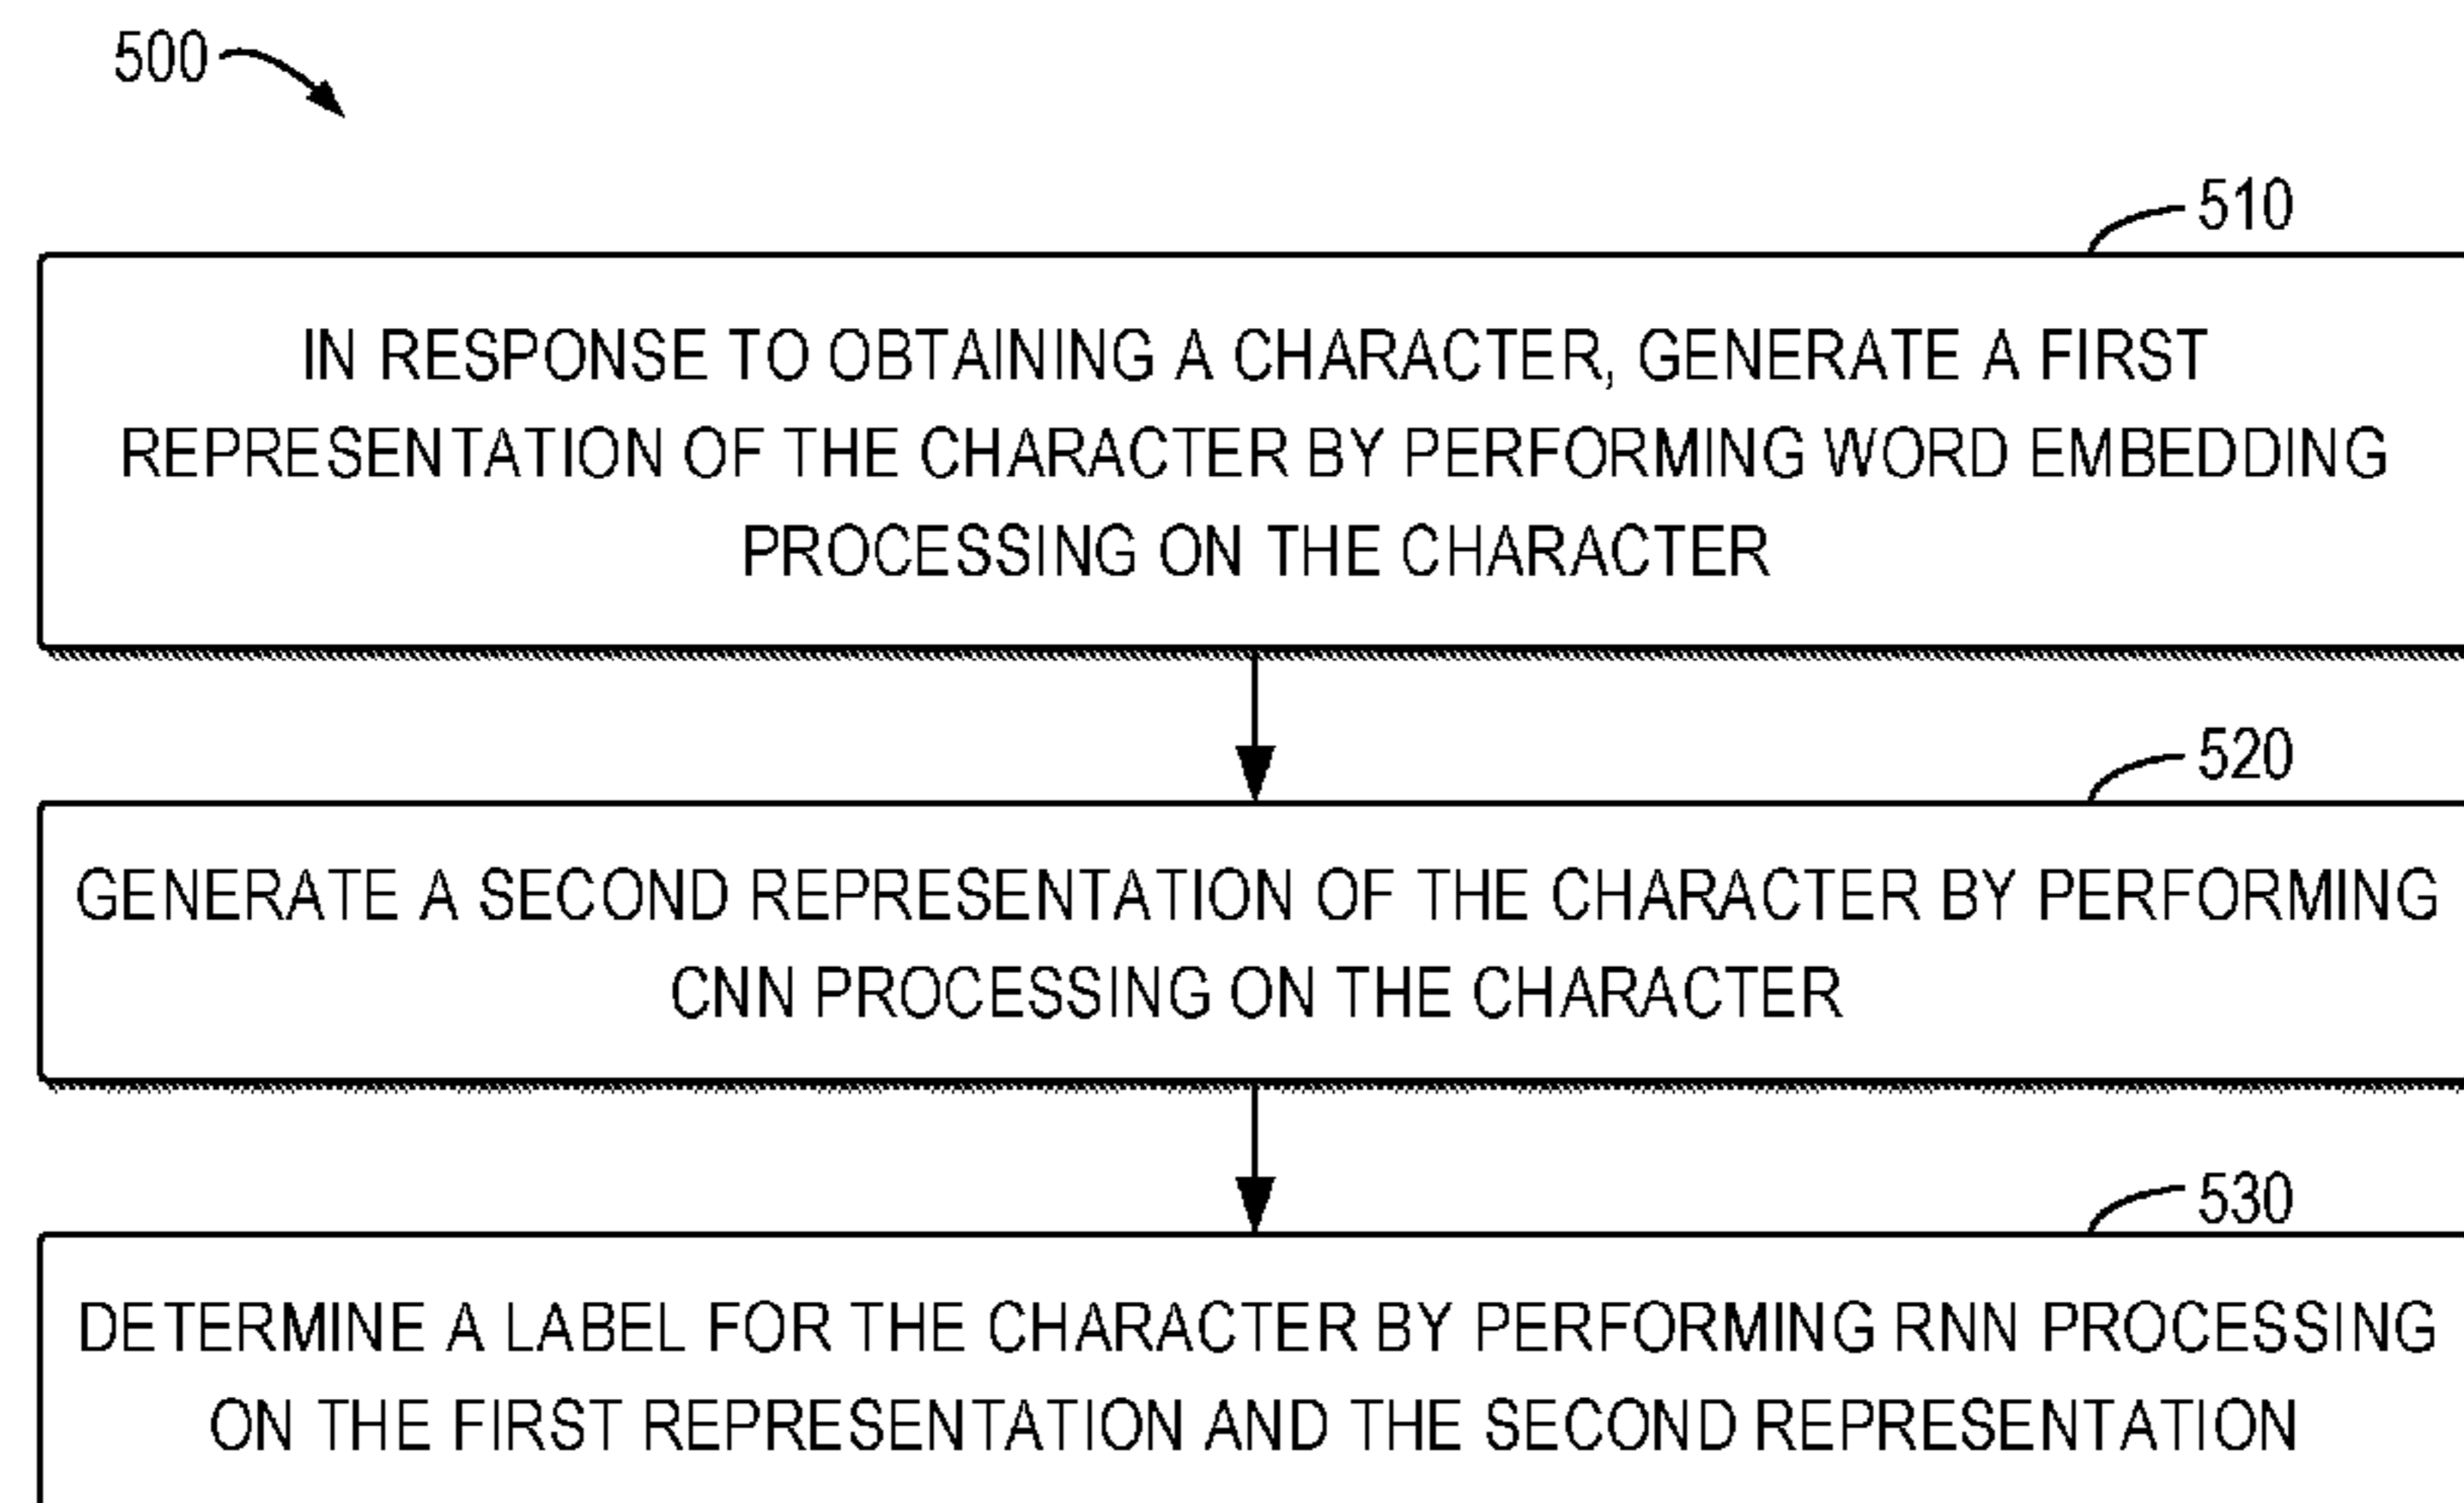 500
510
IN RESPONSE TO OBTAINING A CHARACTER, GENERATE A FIRST
REPRESENTATION OF THE CHARACTER BY PERFORMING WORD EMBEDDING
PROCESSING ON THE CHARACTER
520
GENERATE A SECOND REPRESENTATION OF THE CHARACTER BY PERFORMING
CNN PROCESSING ON THE CHARACTER
530
DETERMINE A LABEL FOR THE CHARACTER BY PERFORMING RNN PROCESSING
ON THE FIRST REPRESENTATION AND THE SECOND REPRESENTATION